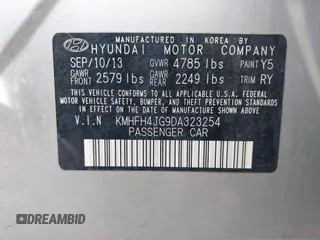 MANUFACTURED IN KOREA BY
HYUNDAI MOTOR COMPANY
SEP/10/13 GVWR 4785 lbs PAINT Y5
GAWR FRONT 2579 lbs GAWR REAR 2249 lbs TRIM RY
THIS VEHICLE CONFORMS TO ALL APPLICABLE U.S.A. FEDERAL
MOTOR VEHICLE SAFETY, BUMPER, AND THEFT PREVENTION
STANDARDS IN EFFECT ON THE DATE OF MANUFACTURE SHOWN ABOVE.
V.I.N KMHFH4JG9DA323254
PASSENGER CAR
DREAMBID